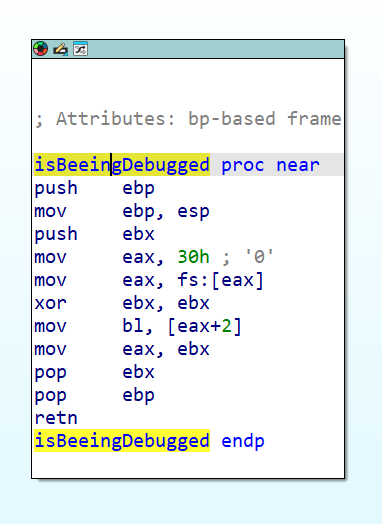 ; Attributes: bp-based frame
isBeeingDebugged proc near
push ebp
mov ebp, esp
push ebx
mov eax, 30h ; '0'
mov eax, fs:[eax]
xor ebx, ebx
mov bl, [eax+2]
mov eax, ebx
pop ebx
pop ebp
retn
isBeeingDebugged endp